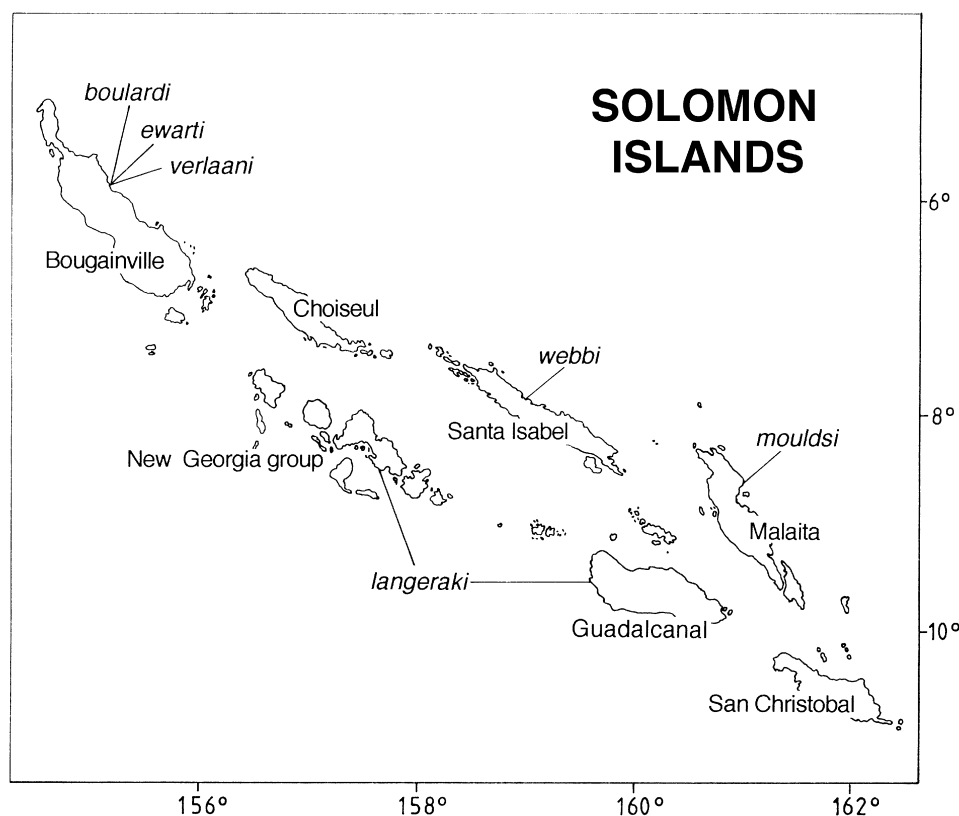 SOLOMON
ISLANDS
boulardi
ewarti
verlaani
6°
Bougainville
Choiseul
webbi
8°
Santa Isabel
mouldsi
New Georgia group
Malaita
langeraki
Guadalcanal
10°
San Christobal
156°
158°
160°
162°